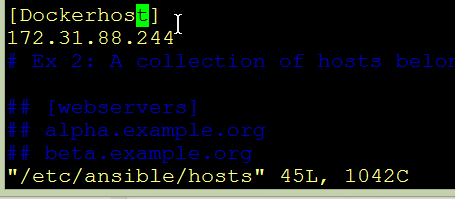 [Dockerhost]
172.31.88.244
# Ex 2: A collection of hosts belon
## [webservers]
## alpha.example.org
## beta.example.org
"/etc/ansible/hosts" 45L, 1042C